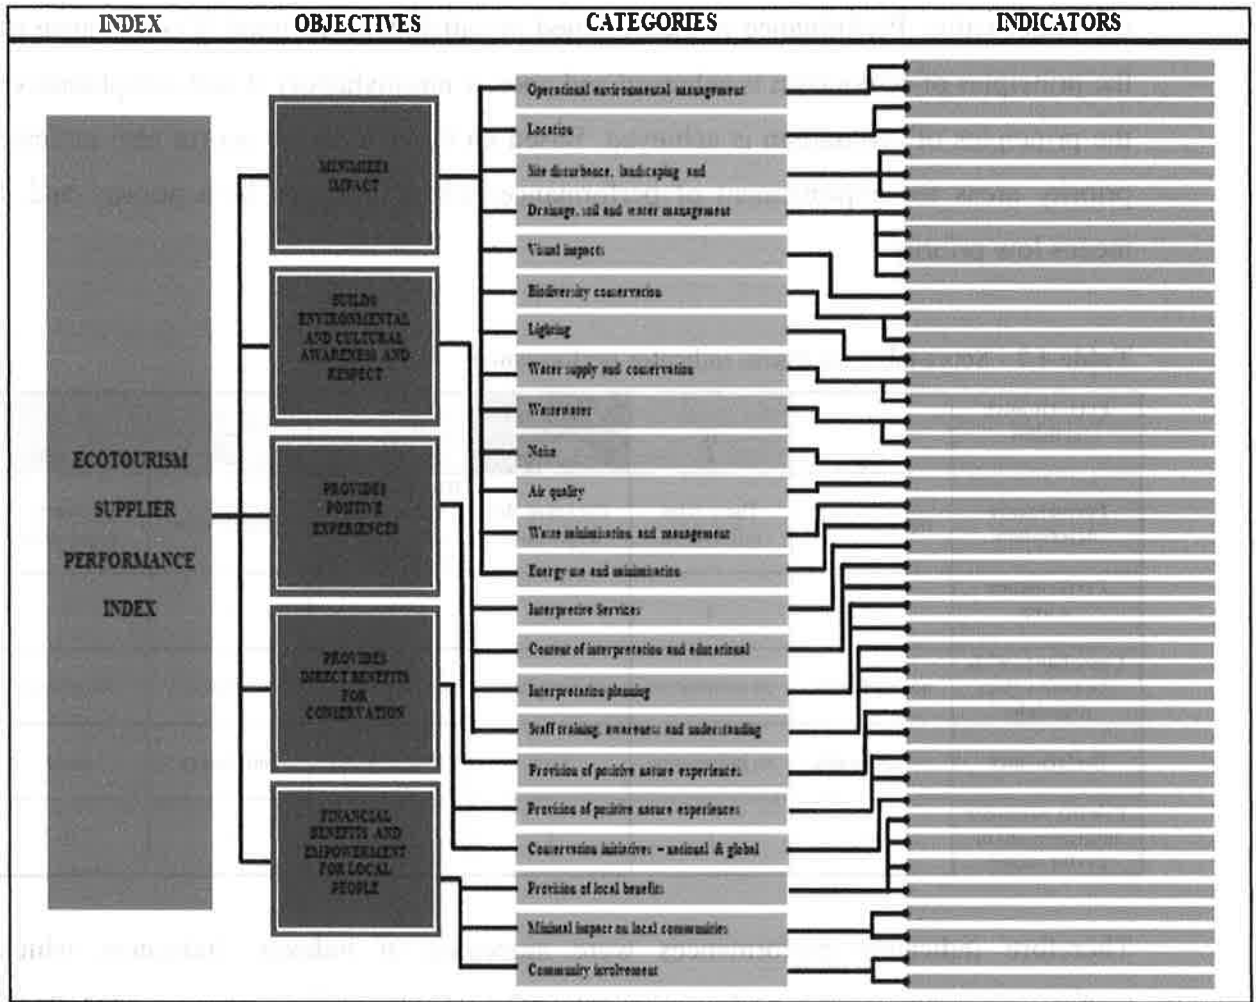 INDEX
OBJECTIVES
CATEGORIES
INDICATORS
ECOTOURISM
SUPPLIER
PERFORMANCE
INDEX
MINIMIZES
IMPACT
BUILDS
ENVIRONMENTAL
AND CULTURAL
AWARENESS AND
RESPECT
PROVIDES
POSITIVE
EXPERIENCES
PROVIDES
DIRECT BENEFITS
FOR
CONSERVATION
FINANCIAL
BENEFITS AND
EMPOWERMENT
FOR LOCAL
PEOPLE
Operational environmental management
Location
Site disturbance, landscaping and
Drainage, soil and water management
Visual impacts
Biodiversity conservation
Lighting
Water supply and conservation
Wastewater
Noise
Air quality
Waste minimisation and management
Energy use and minimisation
Interpretive Services
Content of interpretation and educational
Interpretation planning
Staff training, awareness and understanding
Provision of positive nature experiences
Provision of positive nature experiences
Conservation initiatives – national & global
Provision of local benefits
Minimal impact on local communities
Community involvement